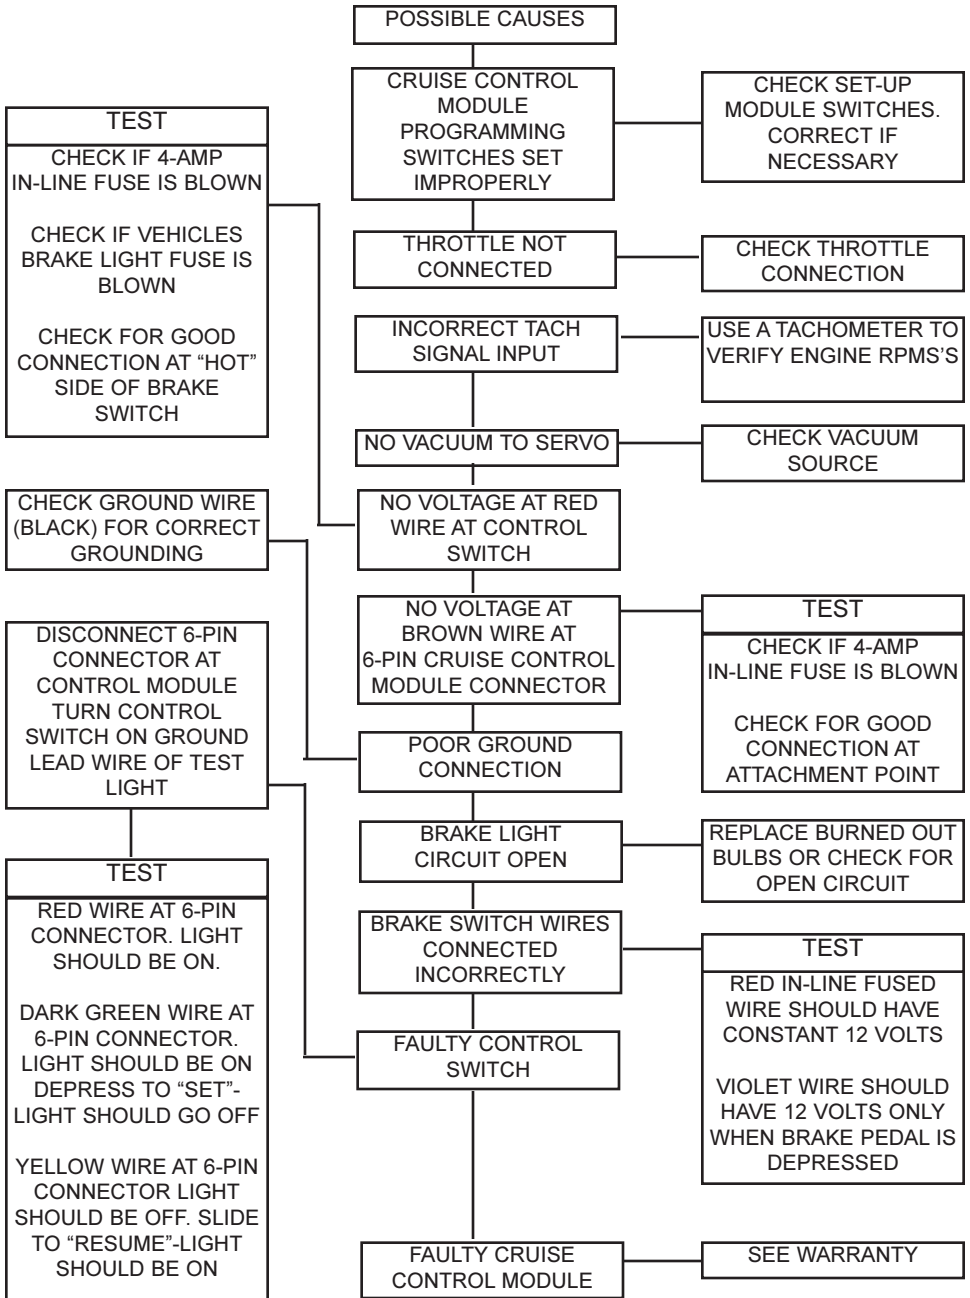 POSSIBLE CAUSES
CRUISE CONTROL
MODULE
PROGRAMMING
SWITCHES SET
IMPROPERLY
CHECK SET-UP
MODULE SWITCHES.
CORRECT IF
NECESSARY
THROTTLE NOT
CONNECTED
CHECK THROTTLE
CONNECTION
INCORRECT TACH
SIGNAL INPUT
USE A TACHOMETER TO
VERIFY ENGINE RPMS'S
NO VACUUM TO SERVO
CHECK VACUUM
SOURCE
NO VOLTAGE AT RED
WIRE AT CONTROL
SWITCH
TEST
CHECK IF 4-AMP
IN-LINE FUSE IS BLOWN
CHECK IF VEHICLES
BRAKE LIGHT FUSE IS
BLOWN
CHECK FOR GOOD
CONNECTION AT “HOT”
SIDE OF BRAKE
SWITCH
NO VOLTAGE AT
BROWN WIRE AT
6-PIN CRUISE CONTROL
MODULE CONNECTOR
TEST
CHECK IF 4-AMP
IN-LINE FUSE IS BLOWN
CHECK FOR GOOD
CONNECTION AT
ATTACHMENT POINT
POOR GROUND
CONNECTION
CHECK GROUND WIRE
(BLACK) FOR CORRECT
GROUNDING
BRAKE LIGHT
CIRCUIT OPEN
REPLACE BURNED OUT
BULBS OR CHECK FOR
OPEN CIRCUIT
BRAKE SWITCH WIRES
CONNECTED
INCORRECTLY
TEST
RED IN-LINE FUSED
WIRE SHOULD HAVE
CONSTANT 12 VOLTS
VIOLET WIRE SHOULD
HAVE 12 VOLTS ONLY
WHEN BRAKE PEDAL IS
DEPRESSED
FAULTY CONTROL
SWITCH
DISCONNECT 6-PIN
CONNECTOR AT
CONTROL MODULE
TURN CONTROL
SWITCH ON GROUND
LEAD WIRE OF TEST
LIGHT
TEST
RED WIRE AT 6-PIN
CONNECTOR. LIGHT
SHOULD BE ON.
DARK GREEN WIRE AT
6-PIN CONNECTOR.
LIGHT SHOULD BE ON
DEPRESS TO “SET”-
LIGHT SHOULD GO OFF
YELLOW WIRE AT 6-PIN
CONNECTOR LIGHT
SHOULD BE OFF. SLIDE
TO “RESUME”-LIGHT
SHOULD BE ON
FAULTY CRUISE
CONTROL MODULE
SEE WARRANTY